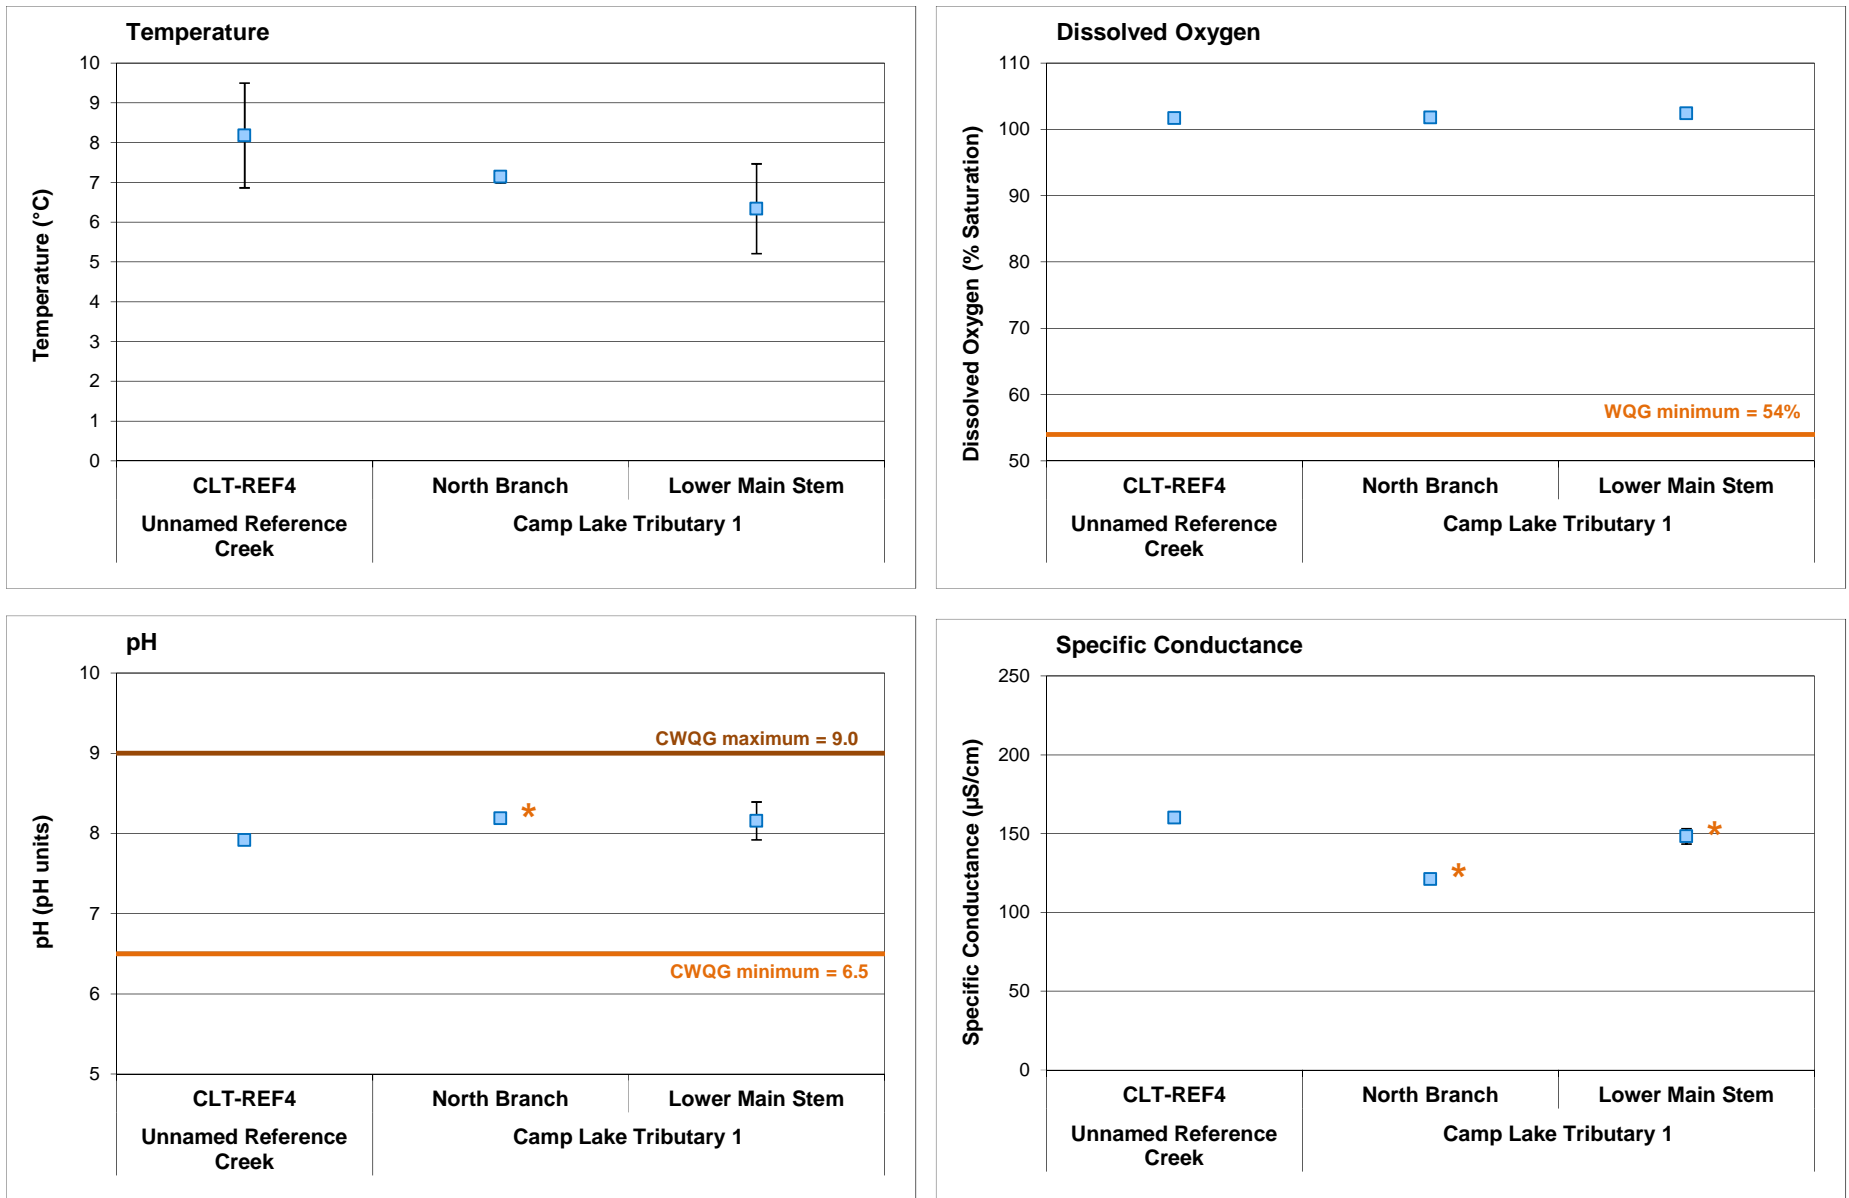 Temperature
Temperature (°C)
10
9
8
7
6
5
4
3
2
1
0
CLT-REF4
North Branch
Lower Main Stem
Unnamed Reference
Creek
Camp Lake Tributary 1
Dissolved Oxygen
Dissolved Oxygen (% Saturation)
110
100
90
80
70
60
50
WQG minimum = 54%
CLT-REF4
North Branch
Lower Main Stem
Unnamed Reference
Creek
Camp Lake Tributary 1
pH
pH (pH units)
10
9
8
7
6
5
CWQG maximum = 9.0
*
CWQG minimum = 6.5
CLT-REF4
North Branch
Lower Main Stem
Unnamed Reference
Creek
Camp Lake Tributary 1
Specific Conductance
Specific Conductance (µS/cm)
250
200
150
100
50
0
*
*
CLT-REF4
North Branch
Lower Main Stem
Unnamed Reference
Creek
Camp Lake Tributary 1